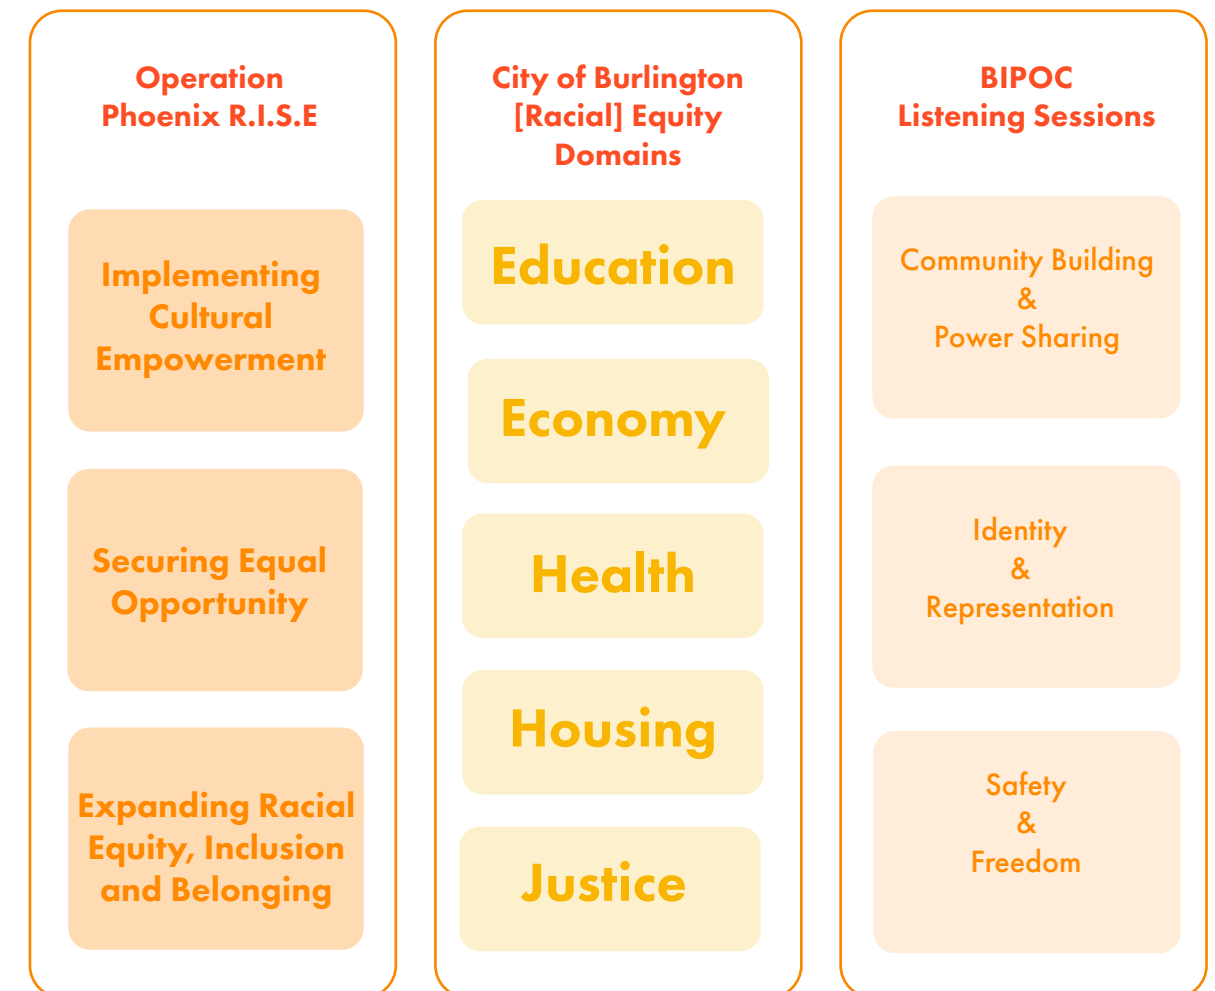 Operation
Phoenix R.I.S.E
Implementing
Cultural
Empowerment
Securing Equal
Opportunity
Expanding Racial
Equity, Inclusion
and Belonging
City of Burlington
[Racial] Equity
Domains
Education
Economy
Health
Housing
Justice
BIPOC
Listening Sessions
Community Building
&
Power Sharing
Identity
&
Representation
Safety
&
Freedom